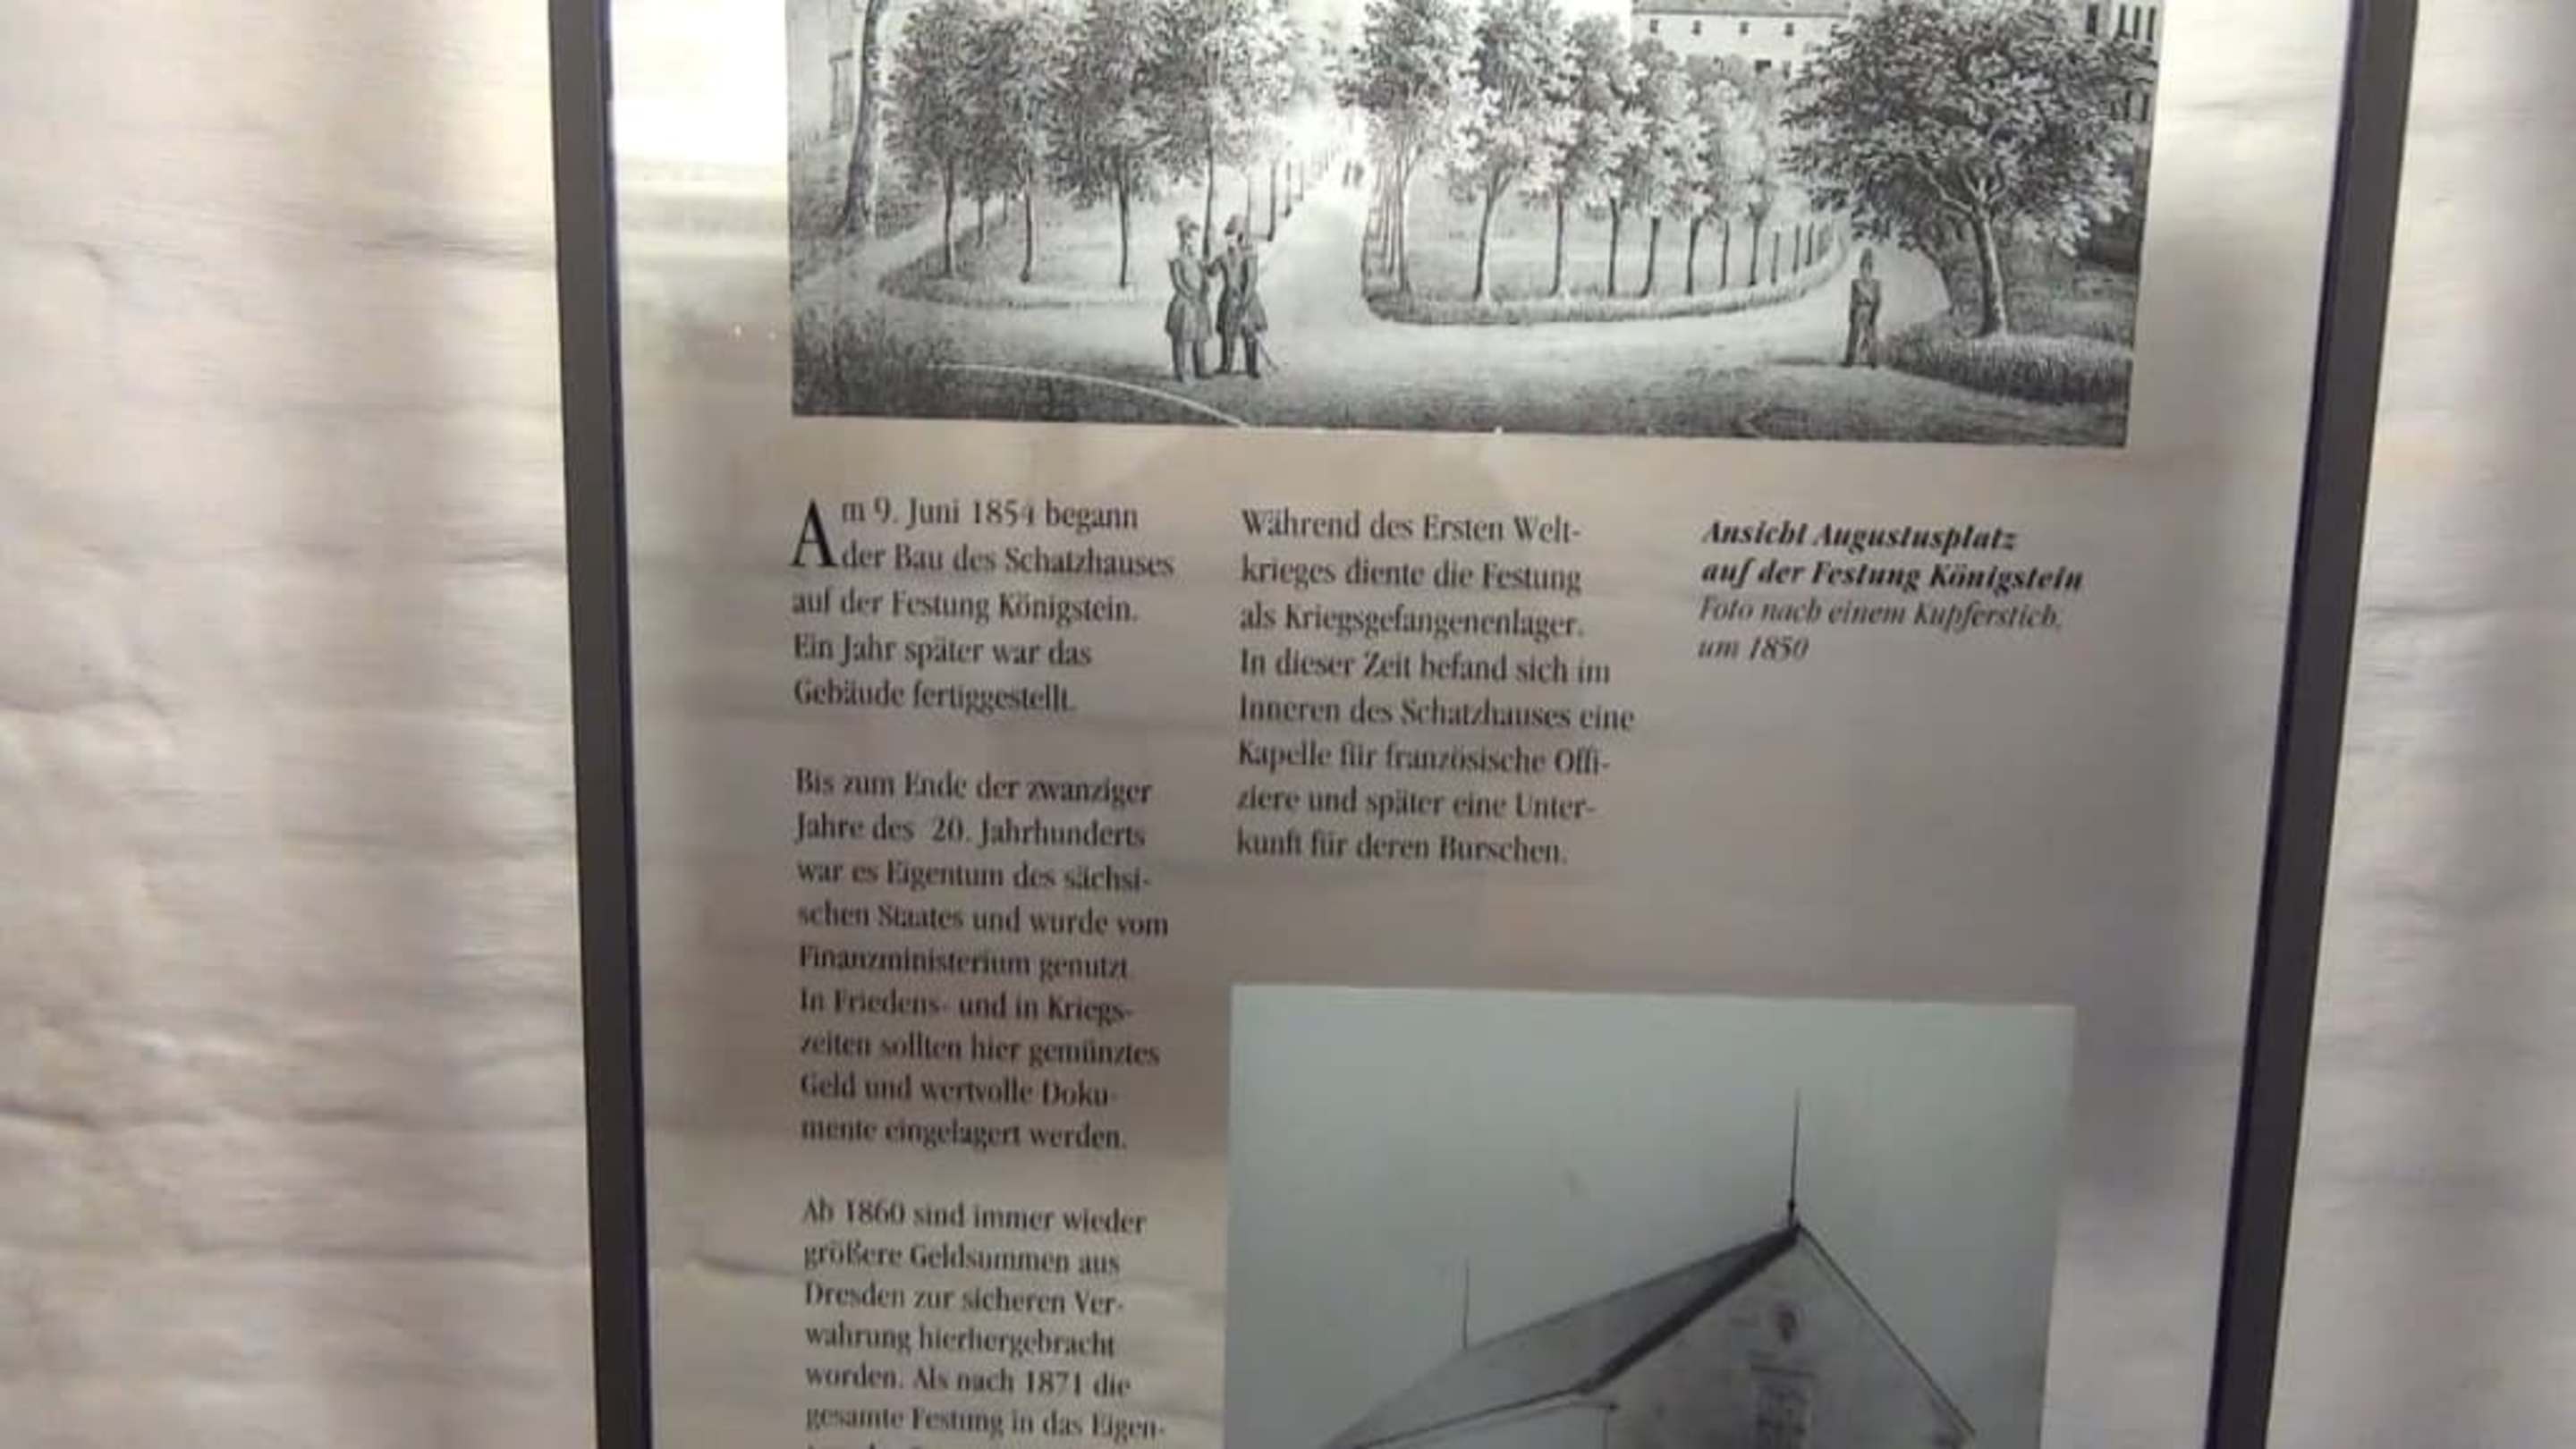 Am 9. Juni 1854 begann
der Bau des Schatzhauses
auf der Festung Königstein.
Ein Jahr später war das
Gebäude fertiggestellt.
Bis zum Ende der zwanziger
Jahre des 20. Jahrhunderts
war es Eigentum des sächsi-
schen Staates und wurde vom
Finanzministerium genutzt.
In Friedens- und in Kriegs-
zeiten sollten hier gemünztes
Geld und wertvolle Doku-
mente eingelagert werden.
Ab 1860 sind immer wieder
größere Geldsummen aus
Dresden zur sicheren Ver-
wahrung hierhergebracht
worden. Als nach 1871 die
gesamte Festung in das Eigen-
Während des Ersten Welt-
krieges diente die Festung
als Kriegsgefangenenlager.
In dieser Zeit befand sich im
Inneren des Schatzhauses eine
Kapelle für französische Offi-
ziere und später eine Unter-
kunft für deren Burschen.
Ansicht Augustusplatz
auf der Festung Königstein
Foto nach einem Kupferstich,
um 1850